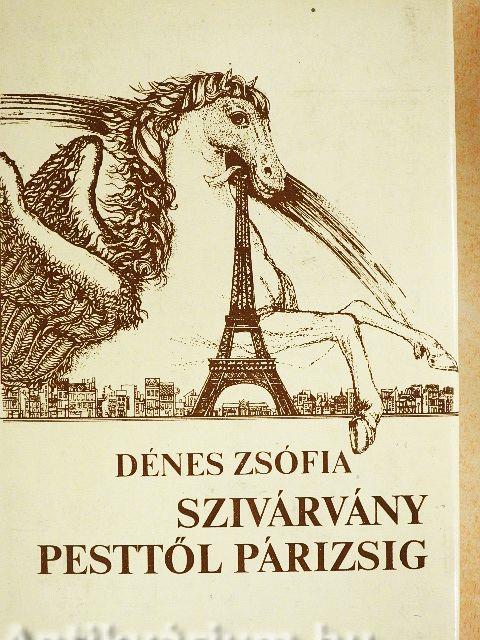 DÉNES ZSÓFIA
SZIVÁRVÁNY
PESTTŐL PÁRIZSIG